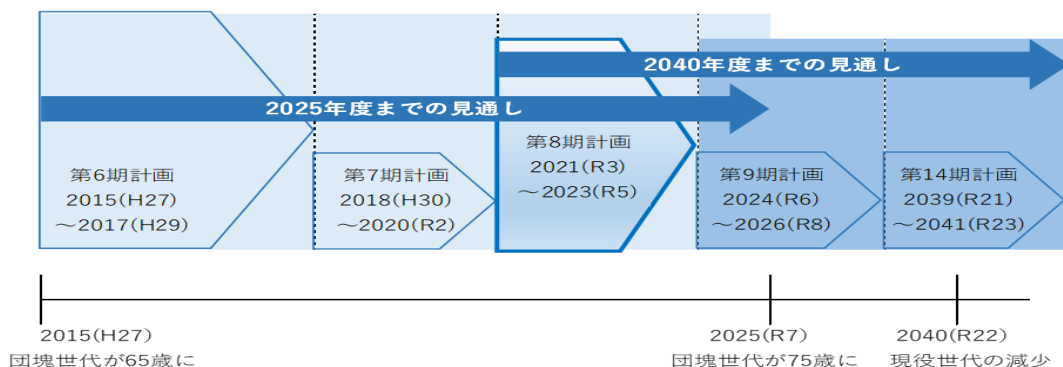 2040年度までの見通し
2025年度までの見通し
第6期計画
2015(H27)
～2017(H29)
第7期計画
2018(H30)
～2020(R2)
第8期計画
2021(R3)
～2023(R5)
第9期計画
2024(R6)
～2026(R8)
第14期計画
2039(R21)
～2041(R23)
2015(H27)
団塊世代が65歳に
2025(R7)
団塊世代が75歳に
2040(R22)
現役世代の減少